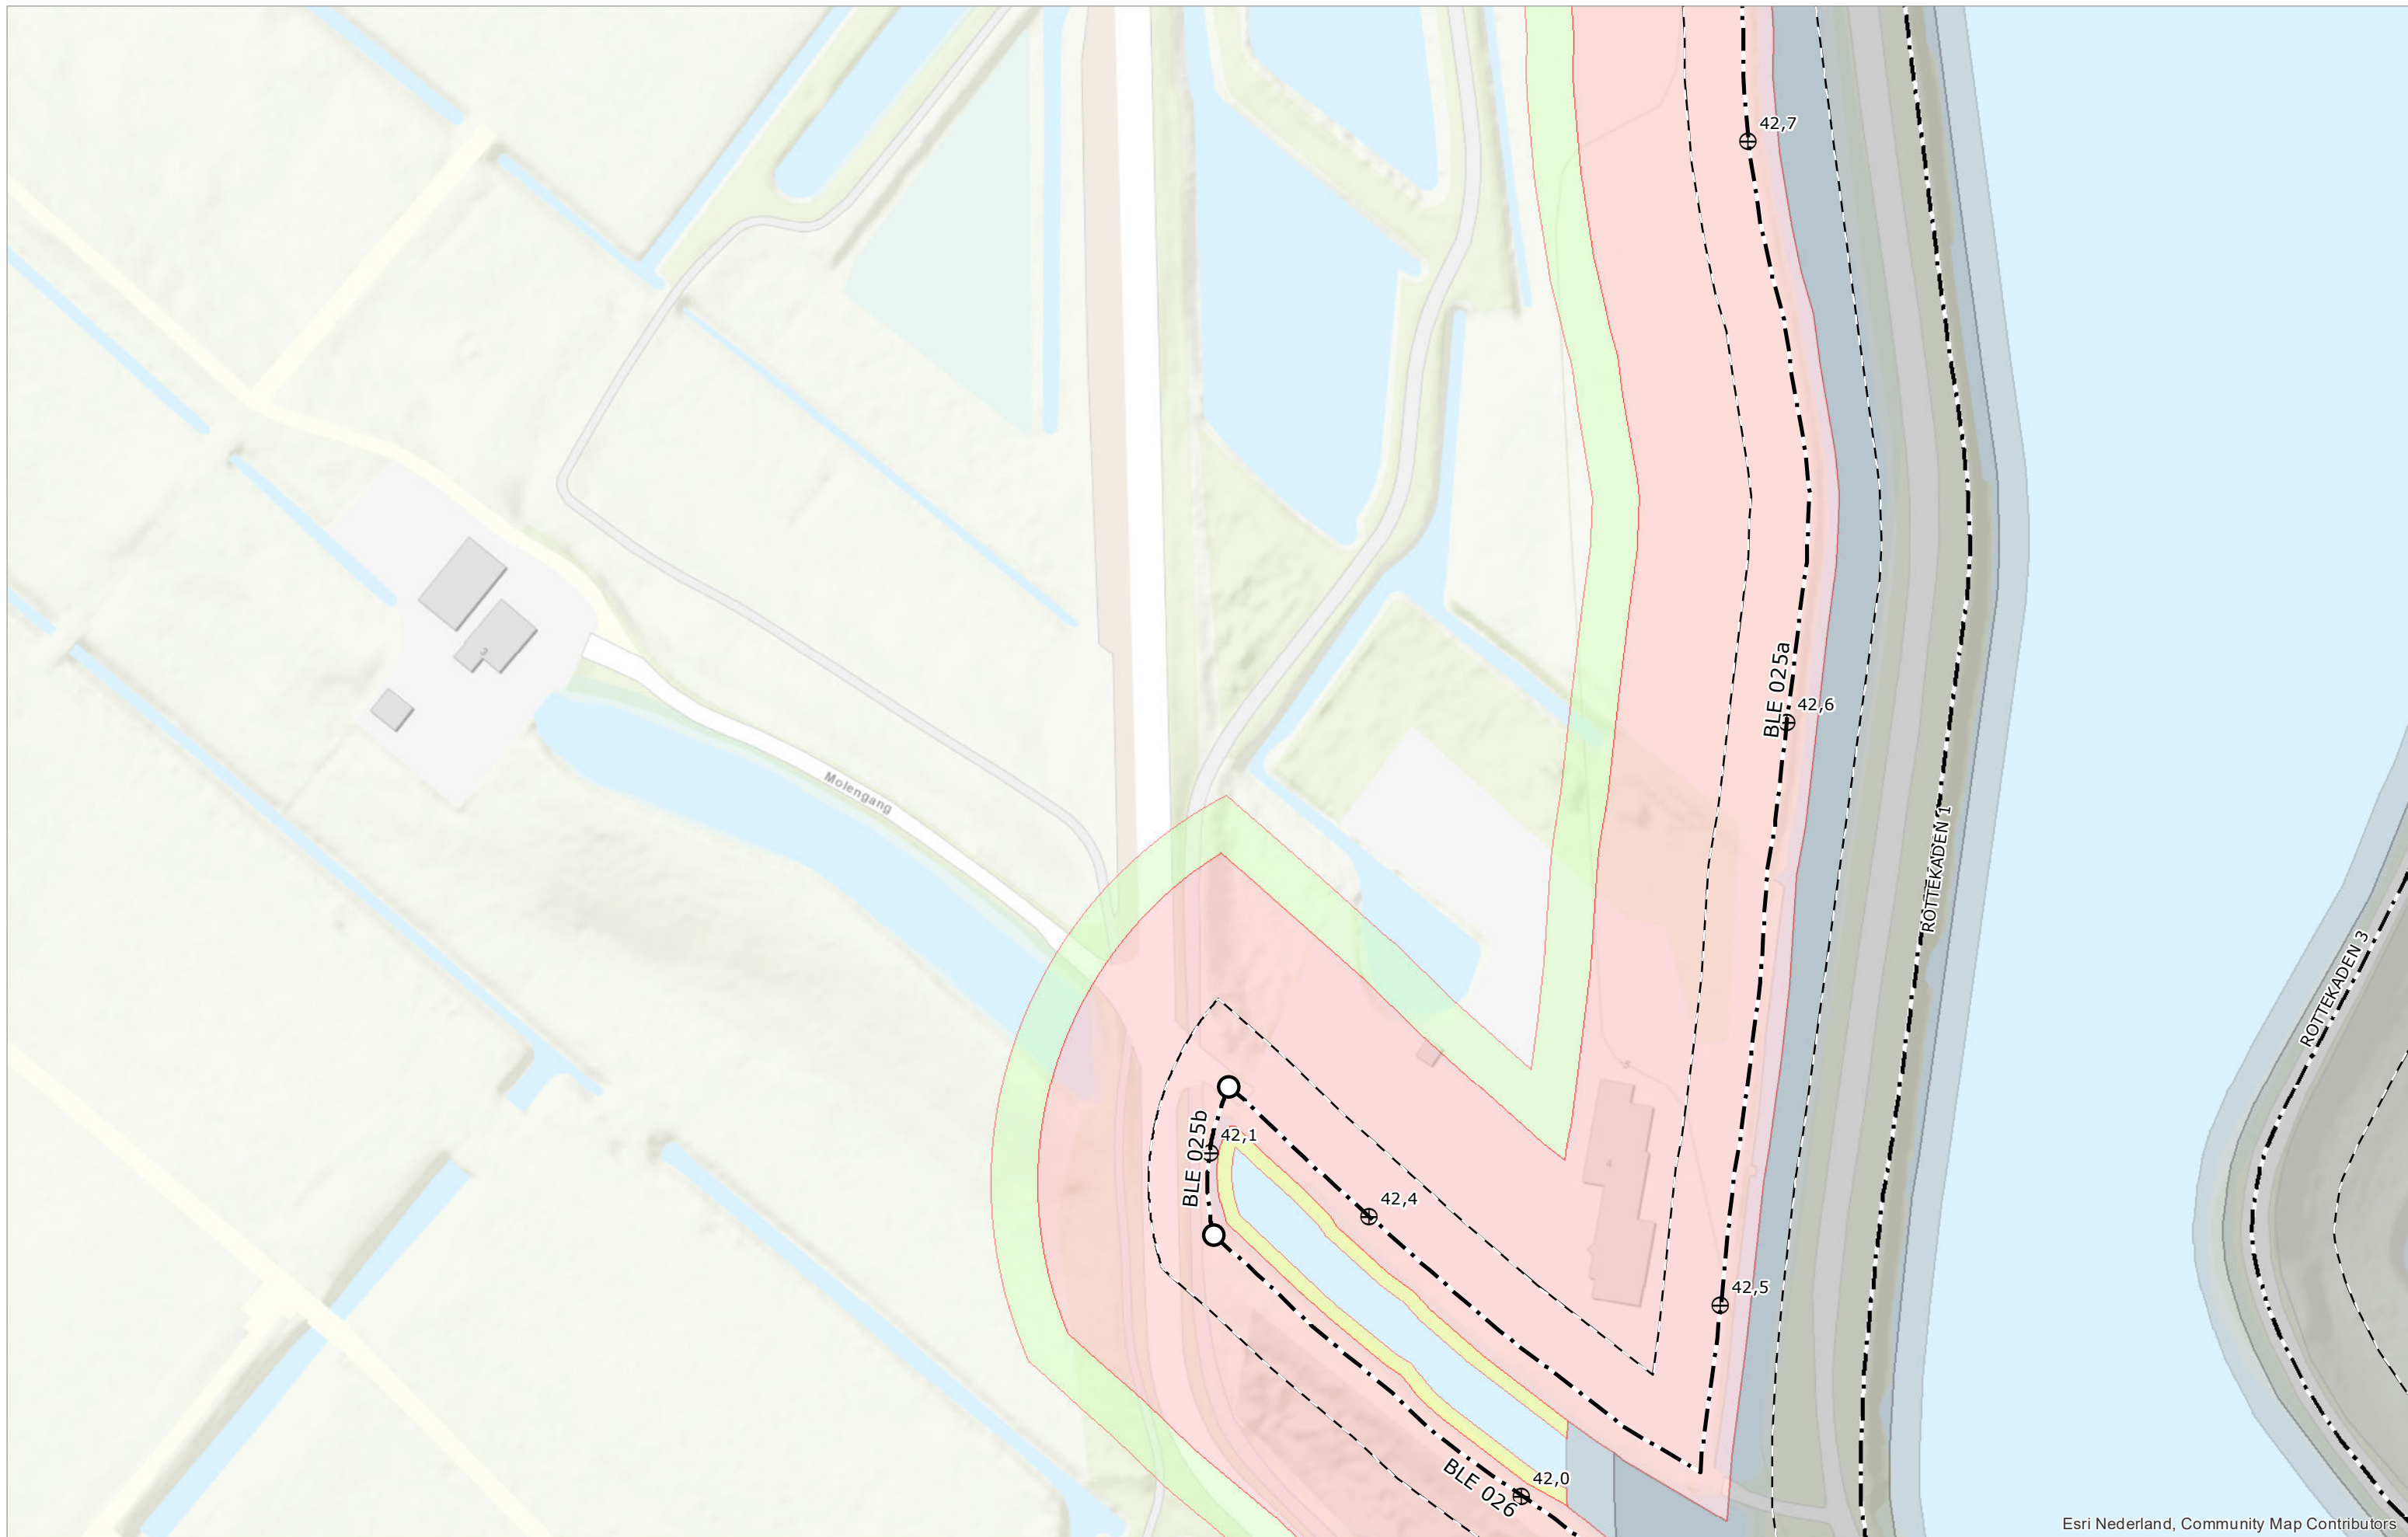 42,7
BLE 025a
42,6
3
Molengang
ROTTEKADEN 1
ROTTEKADEN 3
BLE 025b
42,1
42,4
42,5
BLE 026
42,0
Esri Nederland, Community Map Contributors